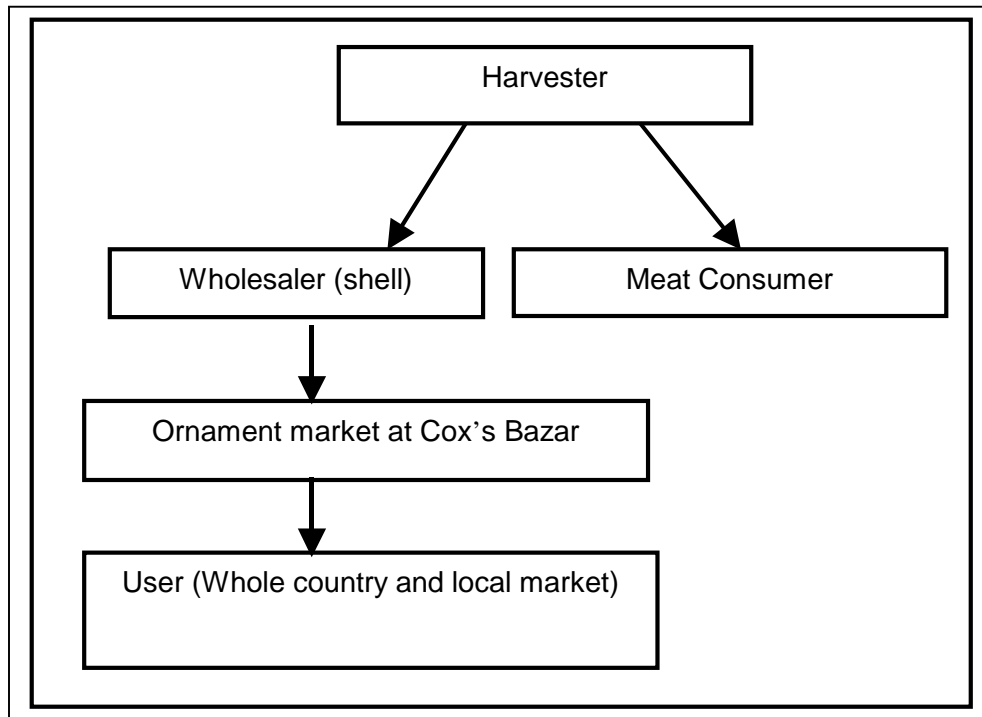 Harvester
Wholesaler (shell)
Meat Consumer
Ornament market at Cox’s Bazar
User (Whole country and local market)